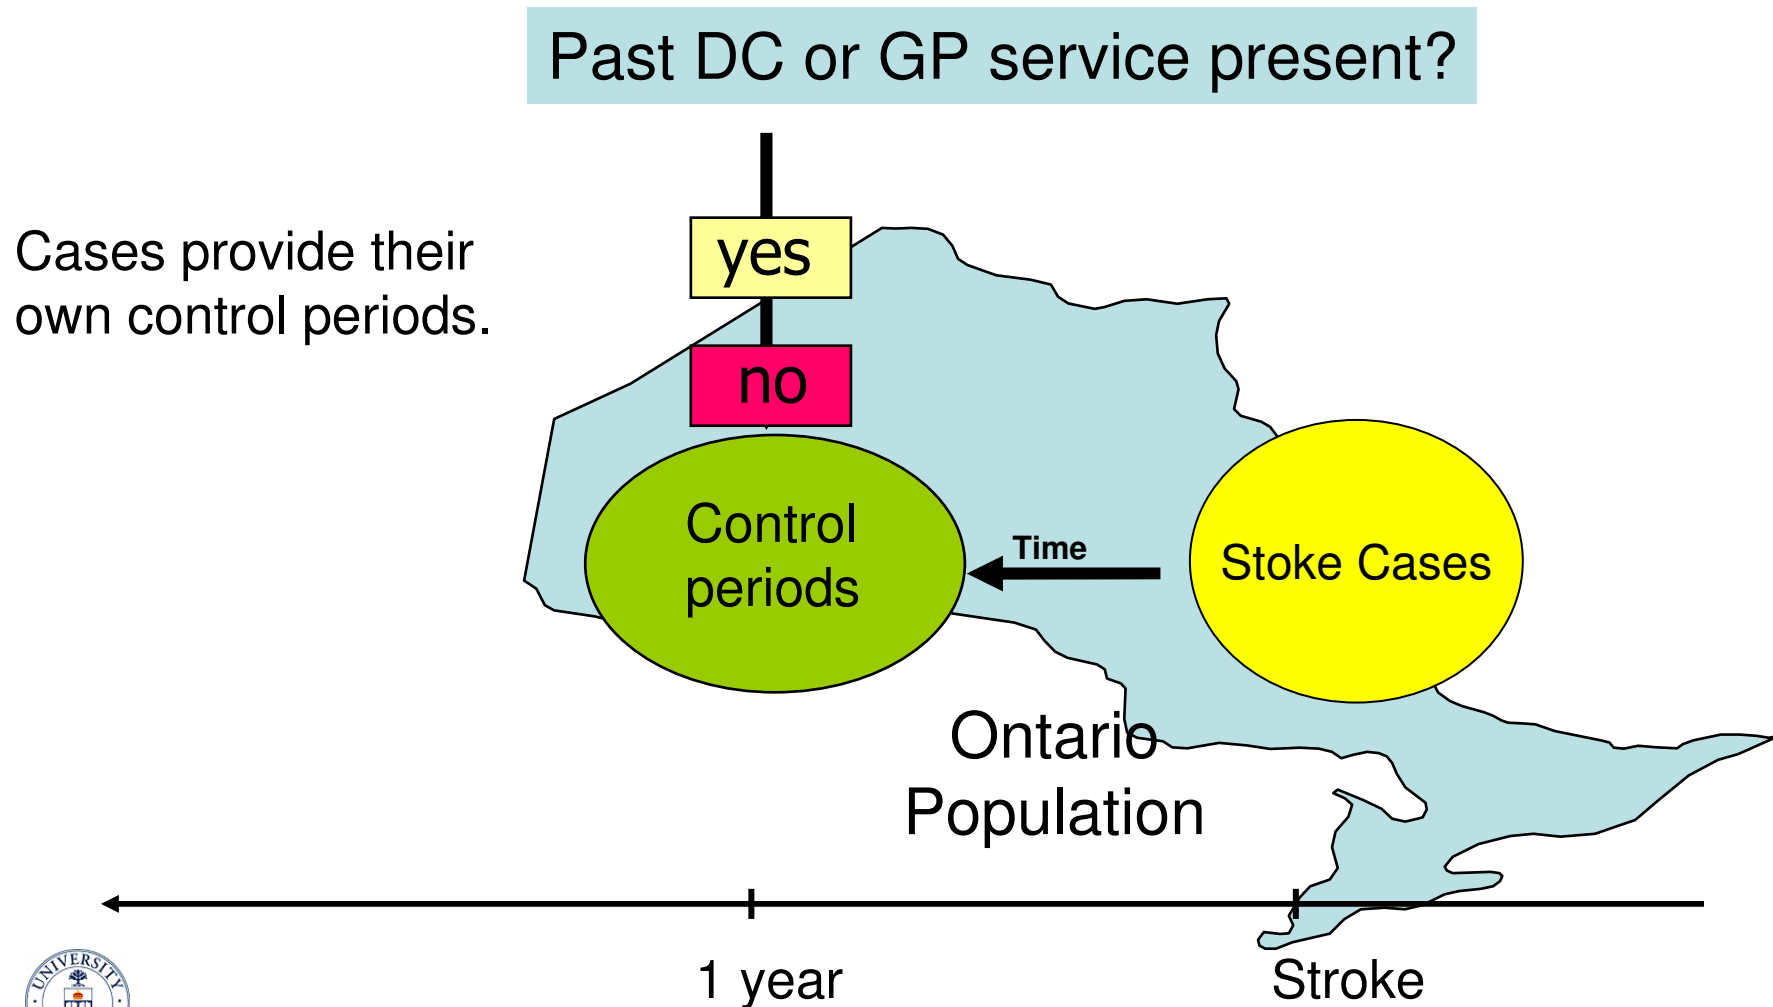 Past DC or GP service present?
Cases provide their
own control periods.
yes
no
Control
periods
Time
Stoke Cases
Ontario
Population
1 year
Stroke
UNIVERSITY